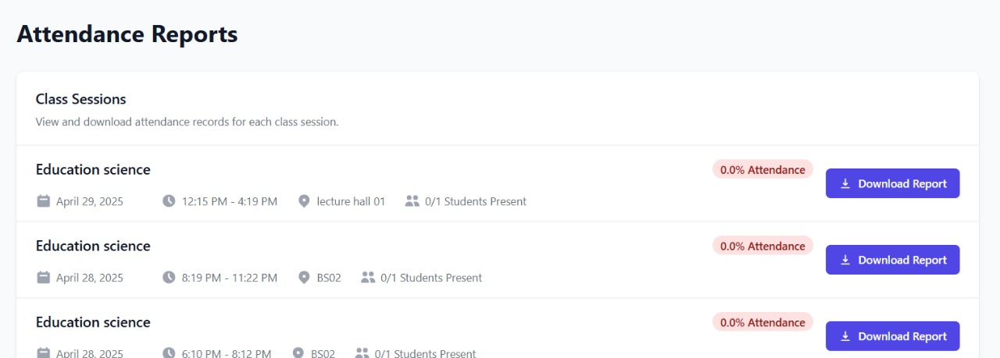 Attendance Reports
Class Sessions
View and download attendance records for each class session.
Education science
0.0% Attendance
Download Report
April 29, 2025 12:15 PM - 4:19 PM lecture hall 01 0/1 Students Present
Education science
0.0% Attendance
Download Report
April 28, 2025 8:19 PM - 11:22 PM BS02 0/1 Students Present
Education science
0.0% Attendance
Download Report
April 28, 2025 6:10 PM - 8:12 PM BS02 0/1 Students Present